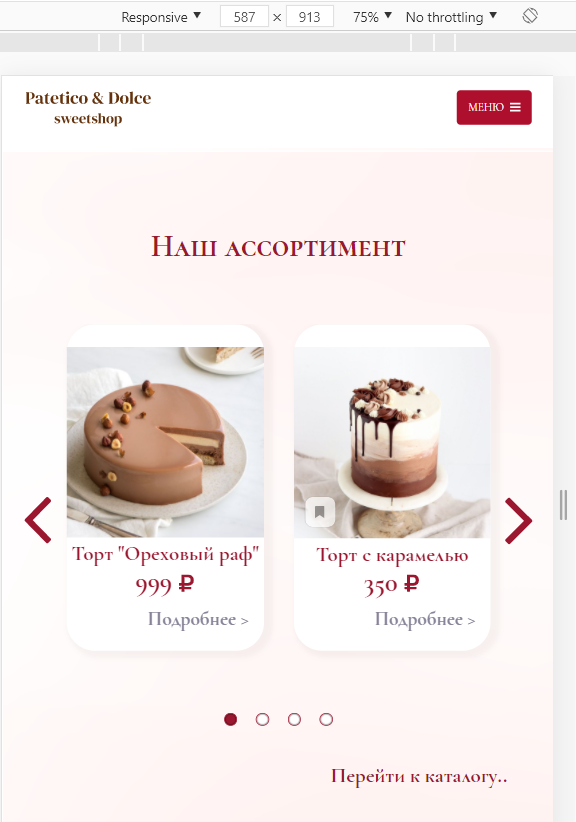 Responsive ▼ 587 × 913 75% ▼ No throttling ▼
Patetico & Dolce
sweetshop
МЕНЮ
Наш ассортимент
Торт "Ореховый раф"
999 ₽
Подробнее >
Торт с карамелью
350 ₽
Подробнее >
Перейти к каталогу..